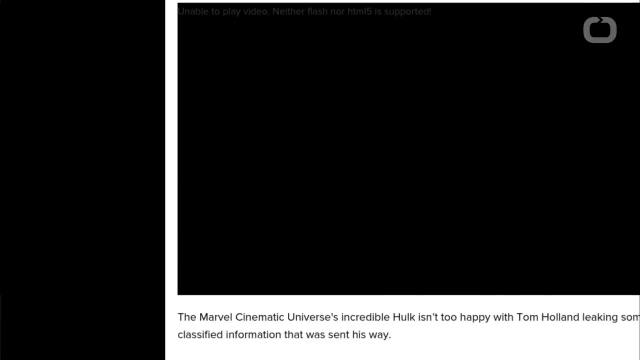 Unable to play video. Neither flash nor html5 is supported!
The Marvel Cinematic Universe's incredible Hulk isn't too happy with Tom Holland leaking som
classified information that was sent his way.